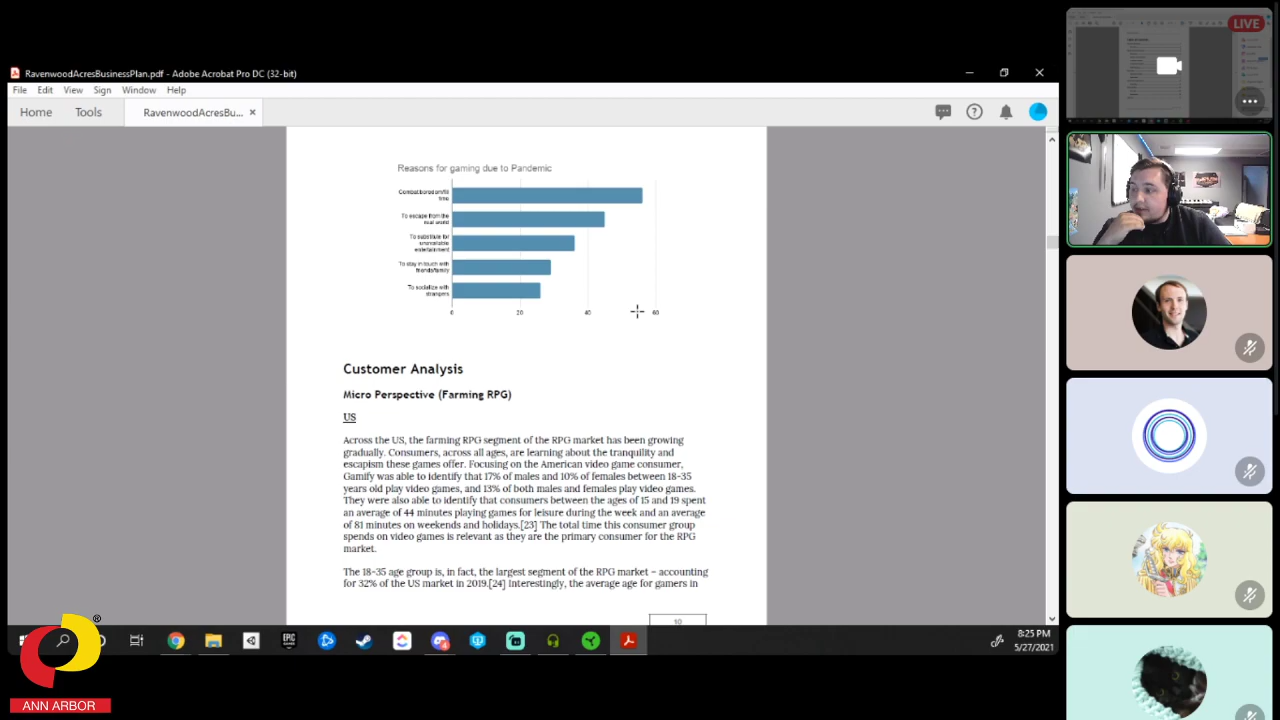 LIVE
RavenwoodAcresBusinessPlan.pdf - Adobe Acrobat Pro DC (32-bit)
File Edit View Sign Window Help
Home Tools RavenwoodAcresBu...
Reasons for gaming due to Pandemic
Combat boredom/fill
time
To escape from the
real world
To substitute for
unavailable
entertainment
To stay in touch with
friends/family
To socialize with
strangers
0 20 40 60
Customer Analysis
Micro Perspective (Farming RPG)
US
Across the US, the farming RPG segment of the RPG market has been growing
gradually. Consumers, across all ages, are learning about the tranquility and
escapism these games offer. Focusing on the American video game consumer,
Gamify was able to identify that 17% of males and 10% of females between 18-35
years old play video games, and 13% of both males and females play video games.
They were also able to identify that consumers between the ages of 15 and 19 spent
an average of 44 minutes playing games for leisure during the week and an average
of 81 minutes on weekends and holidays.[23] The total time this consumer group
spends on video games is relevant as they are the primary consumer for the RPG
market.
The 18-35 age group is, in fact, the largest segment of the RPG market – accounting
for 32% of the US market in 2019.[24] Interestingly, the average age for gamers in
10
EPIC
GAMES
8:25 PM
5/27/2021
®
ANN ARBOR